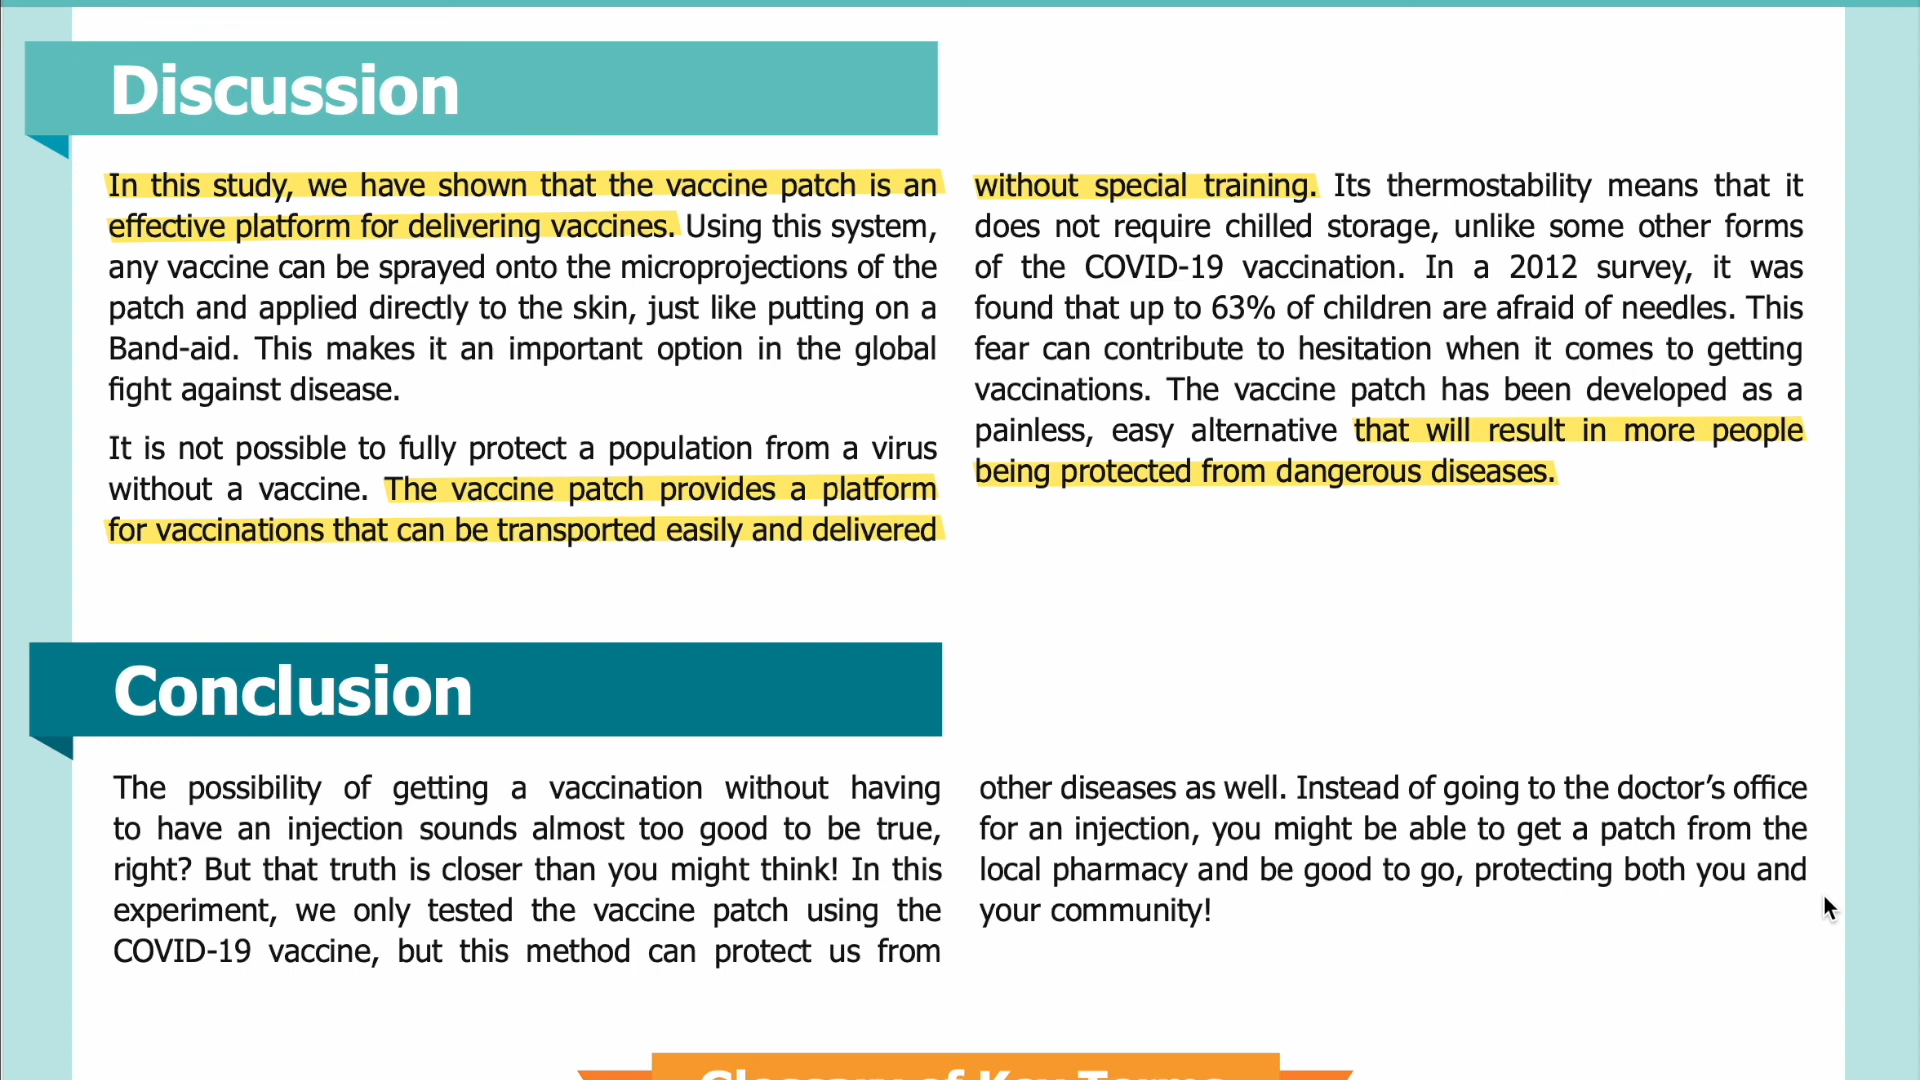 Discussion
In this study, we have shown that the vaccine patch is an
effective platform for delivering vaccines. Using this system,
any vaccine can be sprayed onto the microprojections of the
patch and applied directly to the skin, just like putting on a
Band-aid. This makes it an important option in the global
fight against disease.
It is not possible to fully protect a population from a virus
without a vaccine. The vaccine patch provides a platform
for vaccinations that can be transported easily and delivered
without special training. Its thermostability means that it
does not require chilled storage, unlike some other forms
of the COVID-19 vaccination. In a 2012 survey, it was
found that up to 63% of children are afraid of needles. This
fear can contribute to hesitation when it comes to getting
vaccinations. The vaccine patch has been developed as a
painless, easy alternative that will result in more people
being protected from dangerous diseases.
Conclusion
The possibility of getting a vaccination without having
to have an injection sounds almost too good to be true,
right? But that truth is closer than you might think! In this
experiment, we only tested the vaccine patch using the
COVID-19 vaccine, but this method can protect us from
other diseases as well. Instead of going to the doctor’s office
for an injection, you might be able to get a patch from the
local pharmacy and be good to go, protecting both you and
your community!
Glossary of Key Terms